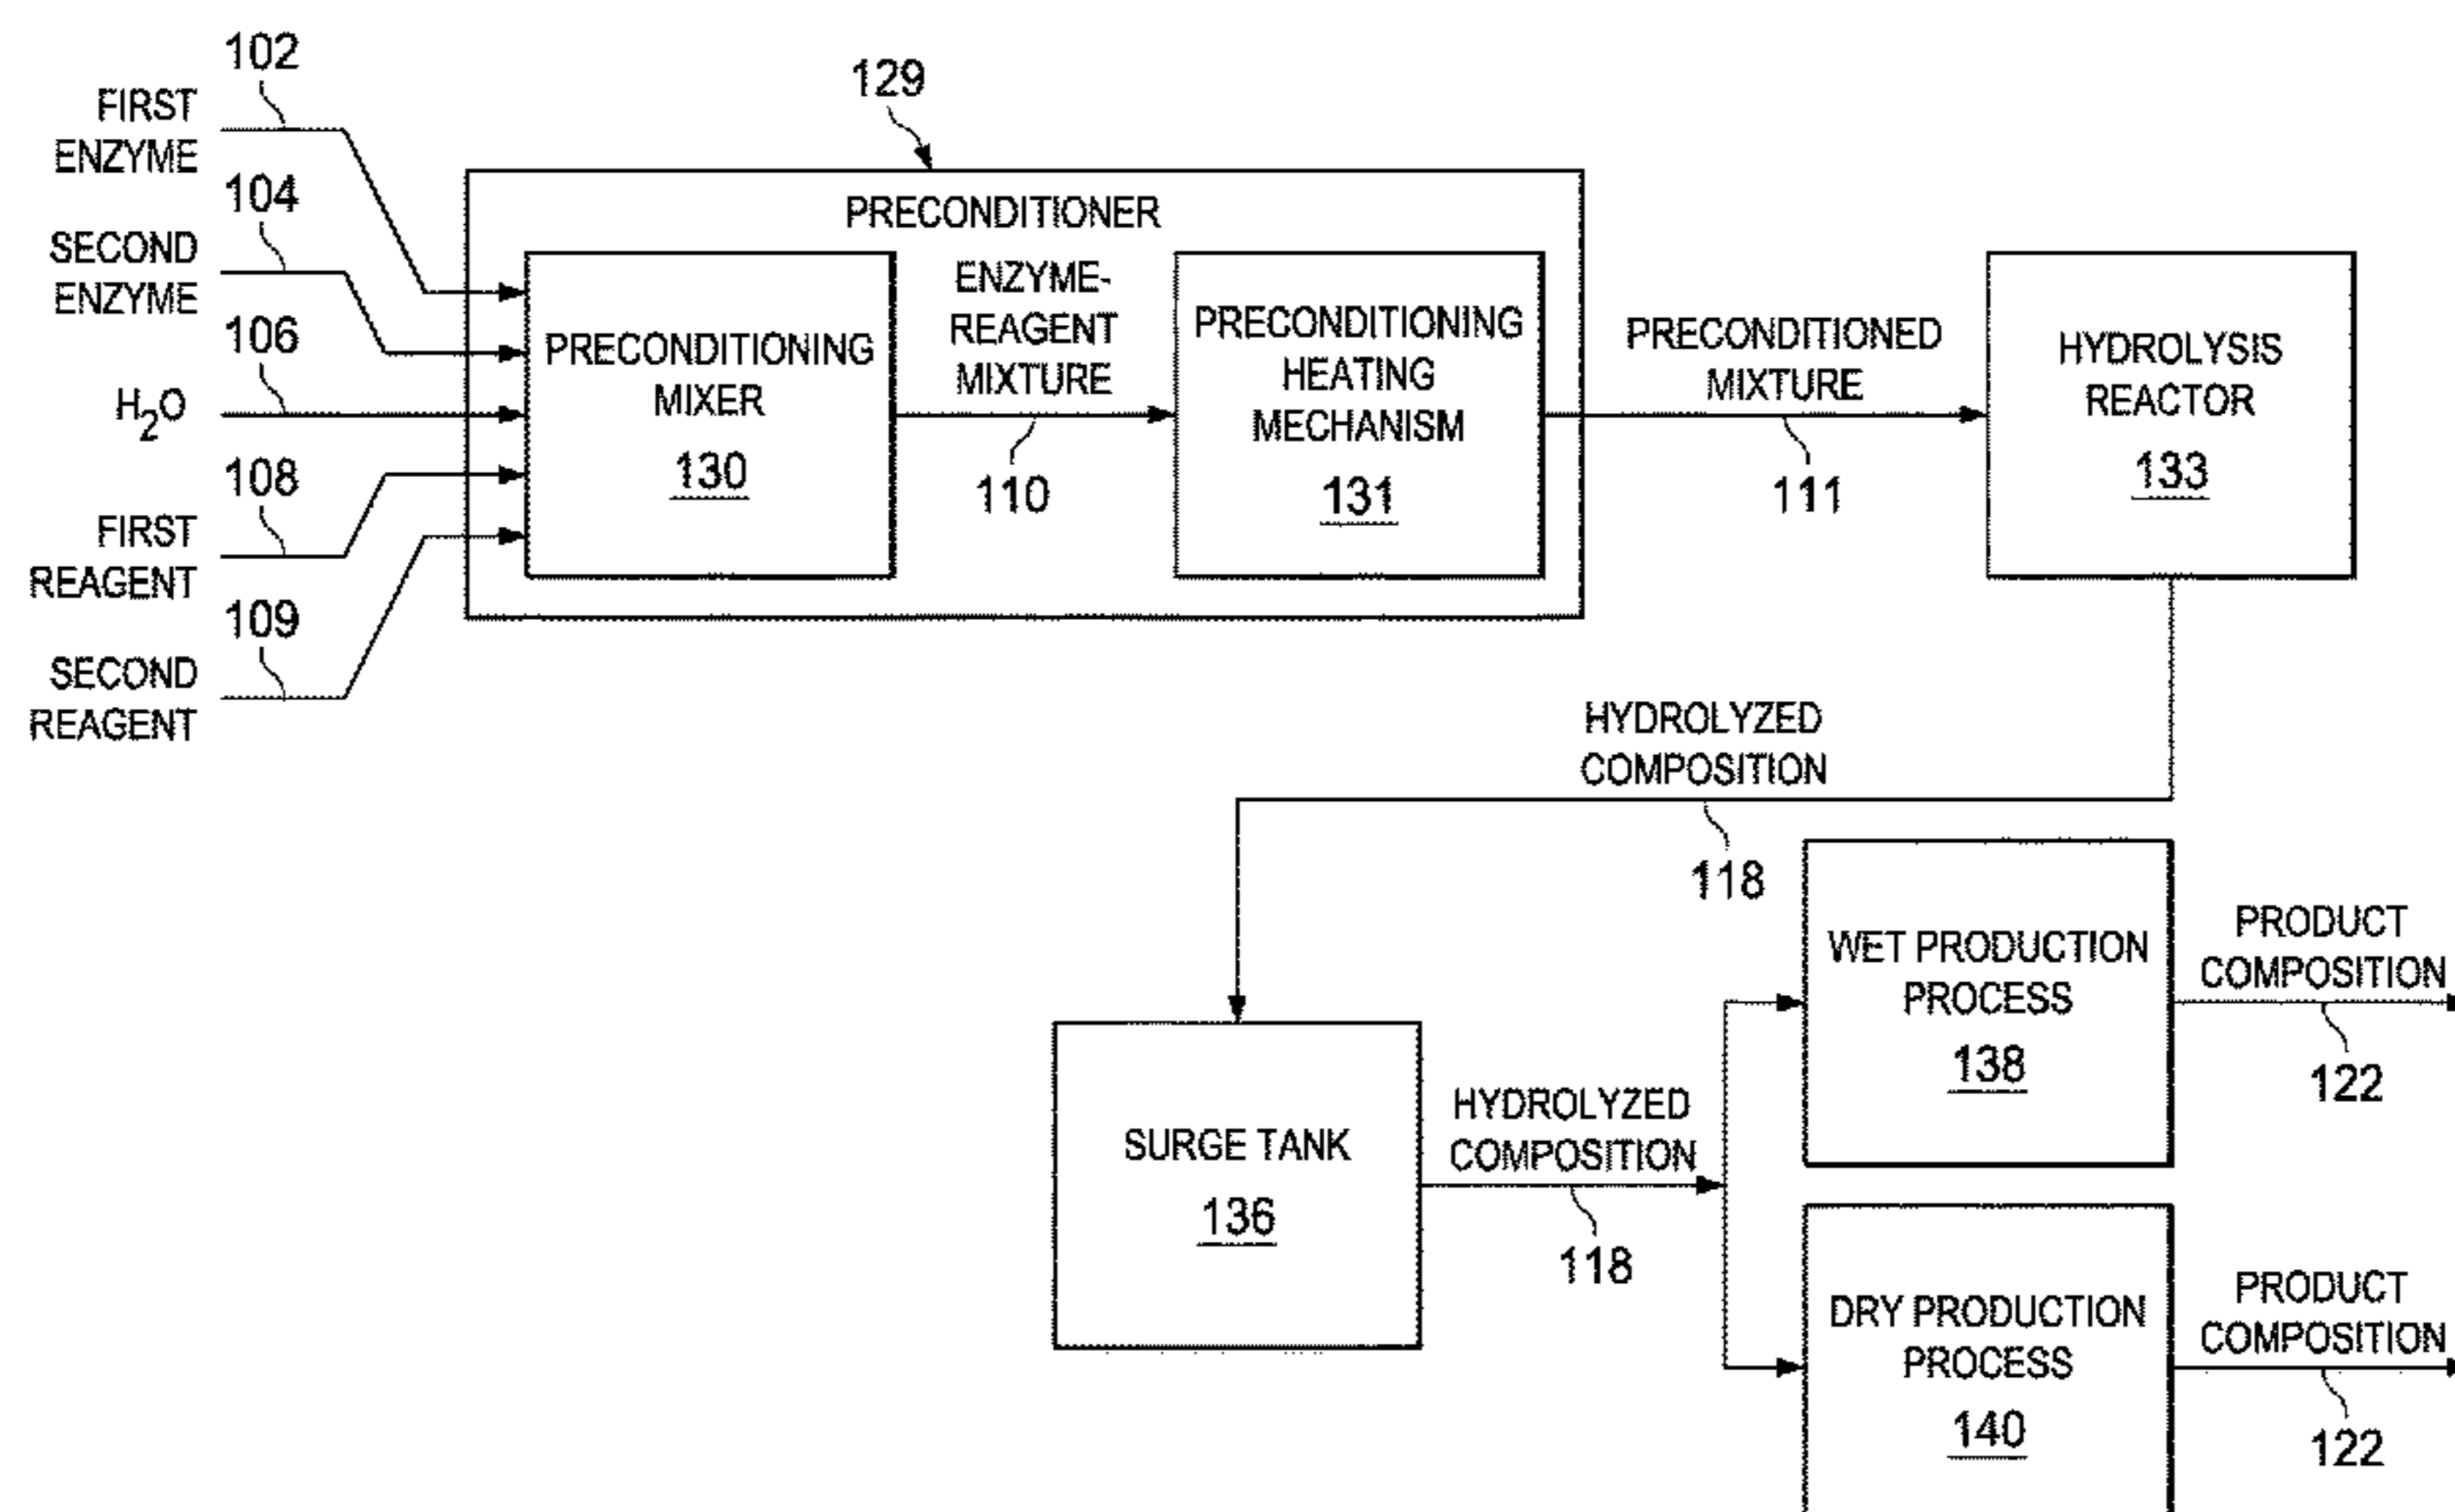 102
FIRST
ENZYME
104
SECOND
ENZYME
106
H2O
108
FIRST
REAGENT
109
SECOND
REAGENT
129
PRECONDITIONER
PRECONDITIONING
MIXER
130
ENZYME-
REAGENT
MIXTURE
110
PRECONDITIONING
HEATING
MECHANISM
131
PRECONDITIONED
MIXTURE
111
HYDROLYSIS
REACTOR
133
HYDROLYZED
COMPOSITION
118
SURGE TANK
136
HYDROLYZED
COMPOSITION
118
WET PRODUCTION
PROCESS
138
PRODUCT
COMPOSITION
122
DRY PRODUCTION
PROCESS
140
PRODUCT
COMPOSITION
122